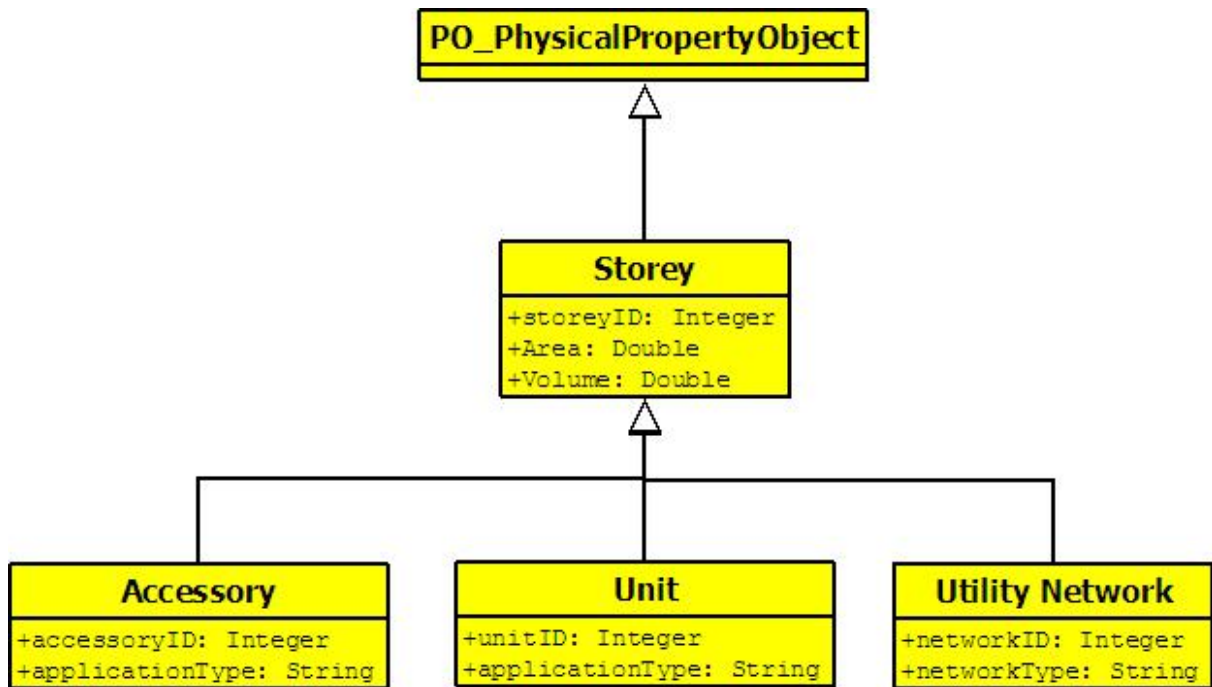 PO_PhysicalPropertyObject
Storey
+storeyID: Integer
+Area: Double
+Volume: Double
Accessory
+accessoryID: Integer
+applicationType: String
Unit
+unitID: Integer
+applicationType: String
Utility Network
+networkID: Integer
+networkType: String